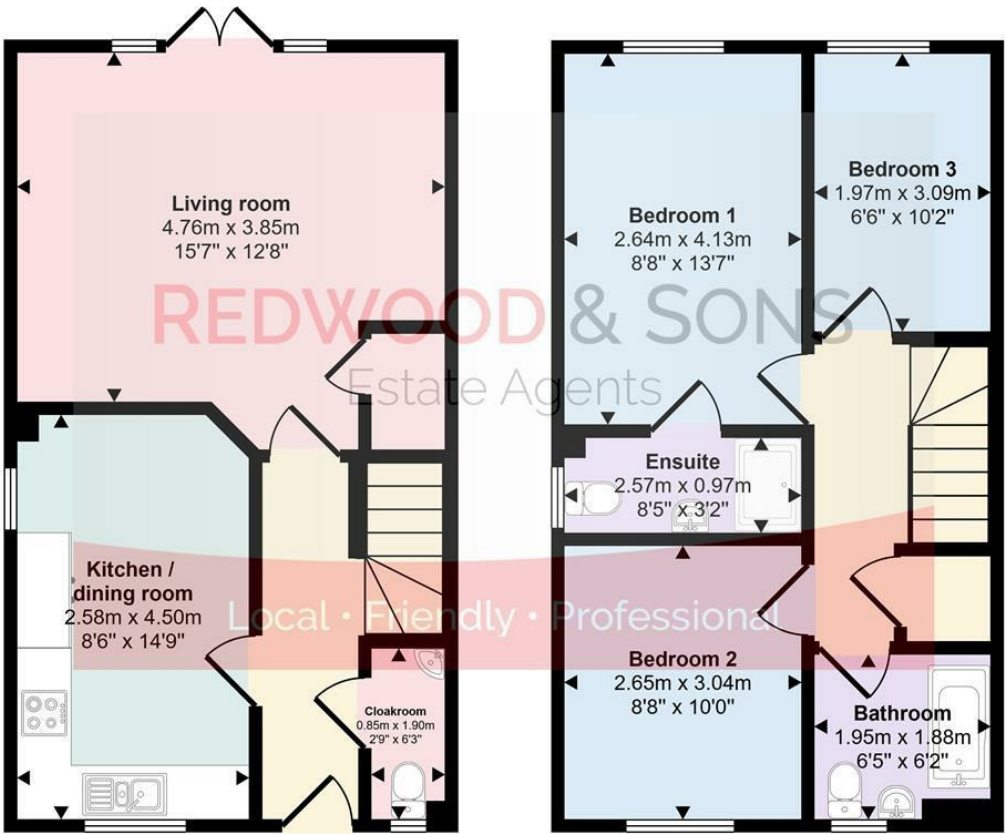 Living room
4.76m x 3.85m
15'7" x 12'8"
Bedroom 1
2.64m x 4.13m
8'8" x 13'7"
Bedroom 3
1.97m x 3.09m
6'6" x 10'2"
REDWOOD & SONS
Estate Agents
Ensuite
2.57m x 0.97m
8'5" x 3'2"
Kitchen /
dining room
2.58m x 4.50m
8'6" x 14'9"
Local • Friendly • Professional
Bedroom 2
2.65m x 3.04m
8'8" x 10'0"
Cloakroom
0.85m x 1.90m
2'9" x 6'3"
Bathroom
1.95m x 1.88m
6'5" x 6'2"